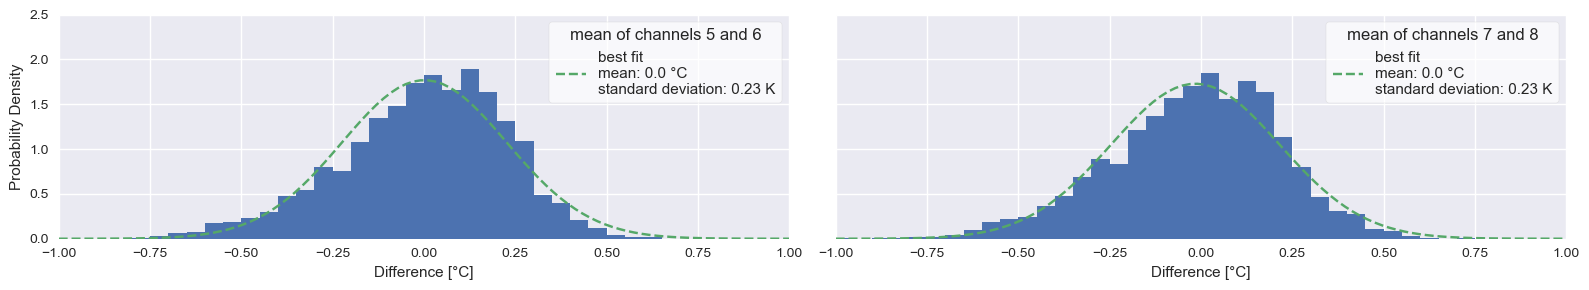 2.5
2.0
1.5
1.0
0.5
0.0
Probability Density
mean of channels 5 and 6
best fit
mean: 0.0 °C
standard deviation: 0.23 K
−1.00
−0.75
−0.50
−0.25
0.00
0.25
0.50
0.75
1.00
Difference [°C]
mean of channels 7 and 8
best fit
mean: 0.0 °C
standard deviation: 0.23 K
−1.00
−0.75
−0.50
−0.25
0.00
0.25
0.50
0.75
1.00
Difference [°C]